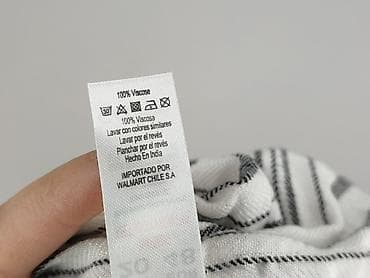 100% Viscose
30
100% Viscosa
Lavar con colores similares
Lavar por el revés
Planchar por el revés
Hecho En India
IMPORTADO POR
WALMART CHILE S.A